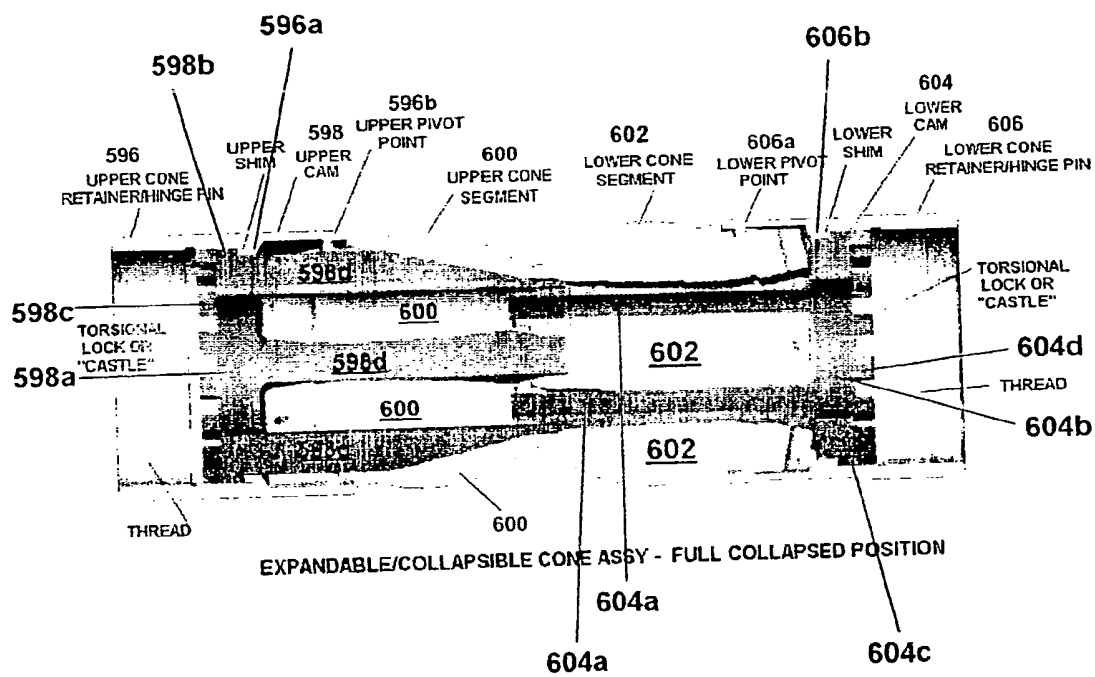 596a
606b
598b
604
LOWER
CAM
596b
UPPER PIVOT
POINT
598
UPPER
CAM
UPPER
SHIM
602
LOWER CONE
SEGMENT
606a
LOWER PIVOT
POINT
LOWER
SHIM
606
LOWER CONE
RETAINER/HINGE PIN
596
UPPER CONE
RETAINER/HINGE PIN
600
UPPER CONE
SEGMENT
598d
TORSIONAL
LOCK OR
"CASTLE"
598c
600
TORSIONAL
LOCK OR
"CASTLE"
598d
602
604d
598a
THREAD
600
604b
598d
602
THREAD
600
EXPANDABLE/COLLAPSIBLE CONE ASSY - FULL COLLAPSED POSITION
604a
604a
604c